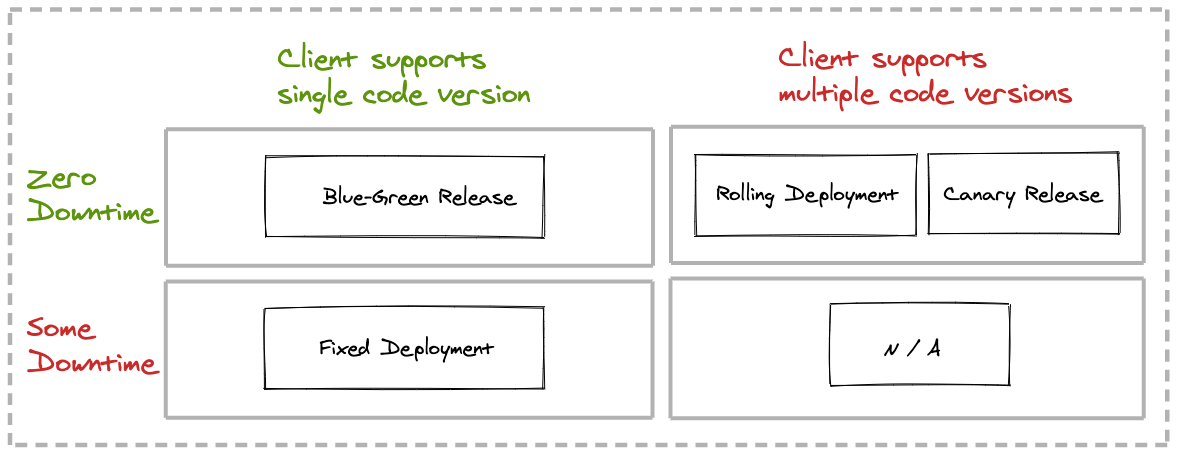 Client supports
single code version
Client supports
multiple code versions
Zero
Downtime
Blue-Green Release
Rolling Deployment
Canary Release
Some
Downtime
Fixed Deployment
N / A